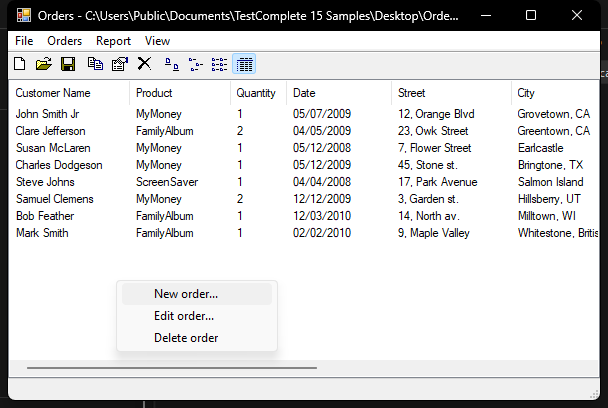 Orders - C:\Users\Public\Documents\TestComplete 15 Samples\Desktop\Orde...
File Orders Report View
Customer Name Product Quantity Date Street City
John Smith Jr MyMoney 1 05/07/2009 12, Orange Blvd Grovetown, CA
Clare Jefferson FamilyAlbum 2 04/05/2009 23, Owk Street Greentown, CA
Susan McLaren MyMoney 1 05/12/2008 7, Flower Street Earlcastle
Charles Dodgeson MyMoney 1 05/12/2009 45, Stone st. Bringtone, TX
Steve Johns ScreenSaver 1 04/04/2008 17, Park Avenue Salmon Island
Samuel Clemens MyMoney 2 12/12/2009 3, Garden st. Hillsberry, UT
Bob Feather FamilyAlbum 1 12/03/2010 14, North av. Milltown, WI
Mark Smith FamilyAlbum 1 02/02/2010 9, Maple Valley Whitestone, Britis
New order...
Edit order...
Delete order